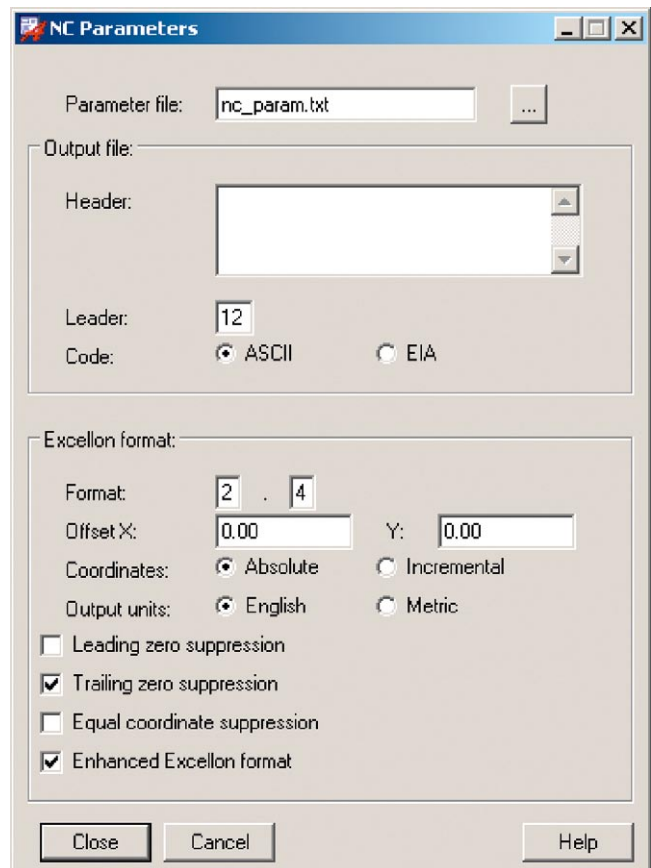 NC Parameters
Parameter file: nc_param.txt ...
Output file:
Header:
Leader: 12
Code: ASCII EIA
Excellon format:
Format: 2 . 4
Offset X: 0.00 Y: 0.00
Coordinates: Absolute Incremental
Output units: English Metric
Leading zero suppression
Trailing zero suppression
Equal coordinate suppression
Enhanced Excellon format
Close Cancel Help